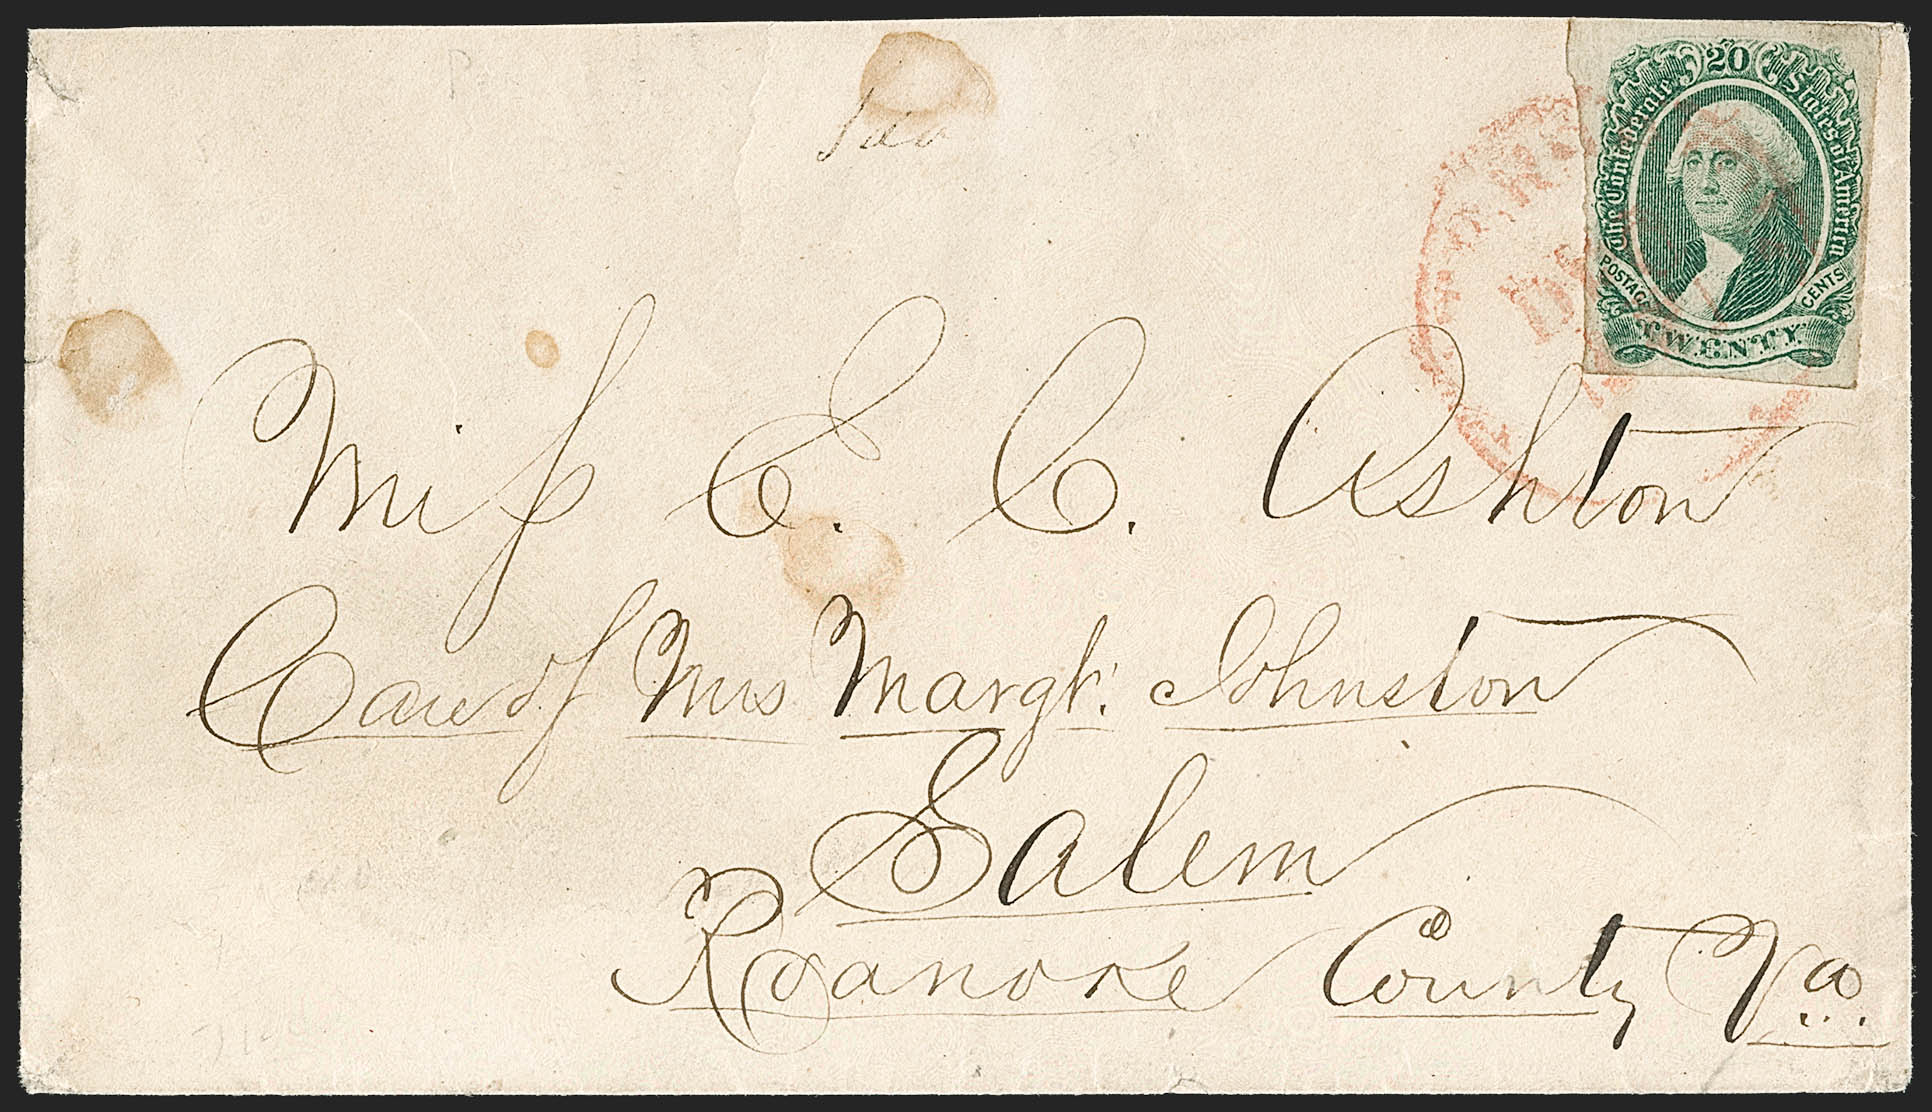 20
The Confederate States of America
POSTAGE CENTS
TWENTY
Miss E. C. Ashton
Care of Mrs Margt. Johnston
Salem
Roanoke County Va